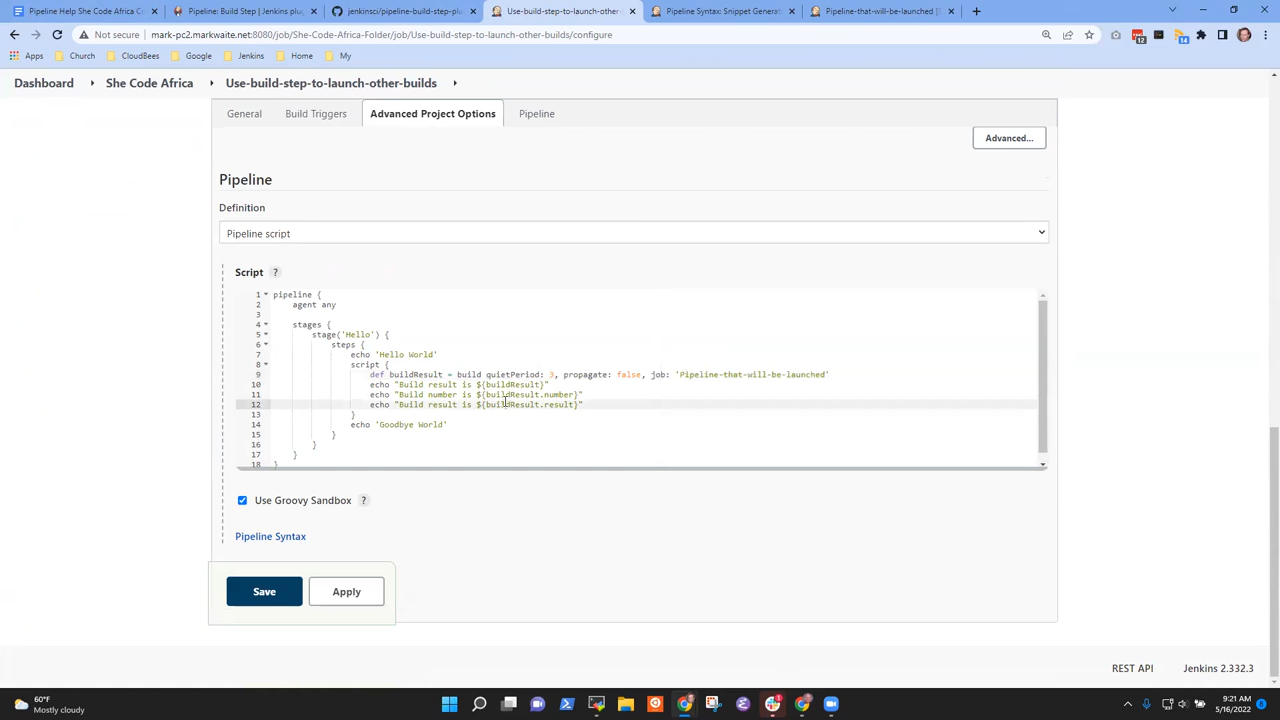 Pipeline Help She Code Africa C
Pipeline: Build Step | Jenkins plug
jenkinsci/pipeline-build-step-plu
Use-build-step-to-launch-other-
Pipeline Syntax: Snippet Generat
Pipeline-that-will-be-launched [
Not secure
mark-pc2.markwaite.net:8080/job/She-Code-Africa-Folder/job/Use-build-step-to-launch-other-builds/configure
12
14
Apps
Church
CloudBees
Google
Jenkins
Home
My
Dashboard
She Code Africa
Use-build-step-to-launch-other-builds
General
Build Triggers
Advanced Project Options
Pipeline
Advanced...
Pipeline
Definition
Pipeline script
Script ?
1 pipeline {
2 agent any
3
4 stages {
5 stage('Hello') {
6 steps {
7 echo 'Hello World'
8 script {
9 def buildResult = build quietPeriod: 3, propagate: false, job: 'Pipeline-that-will-be-launched'
10 echo "Build result is ${buildResult}"
11 echo "Build number is ${buildResult.number}"
12 echo "Build result is ${buildResult.result}"
13 }
14 echo 'Goodbye World'
15 }
16 }
17 }
18 }
Use Groovy Sandbox ?
Pipeline Syntax
Save
Apply
REST API
Jenkins 2.332.3
60°F
Mostly cloudy
9:21 AM
5/16/2022